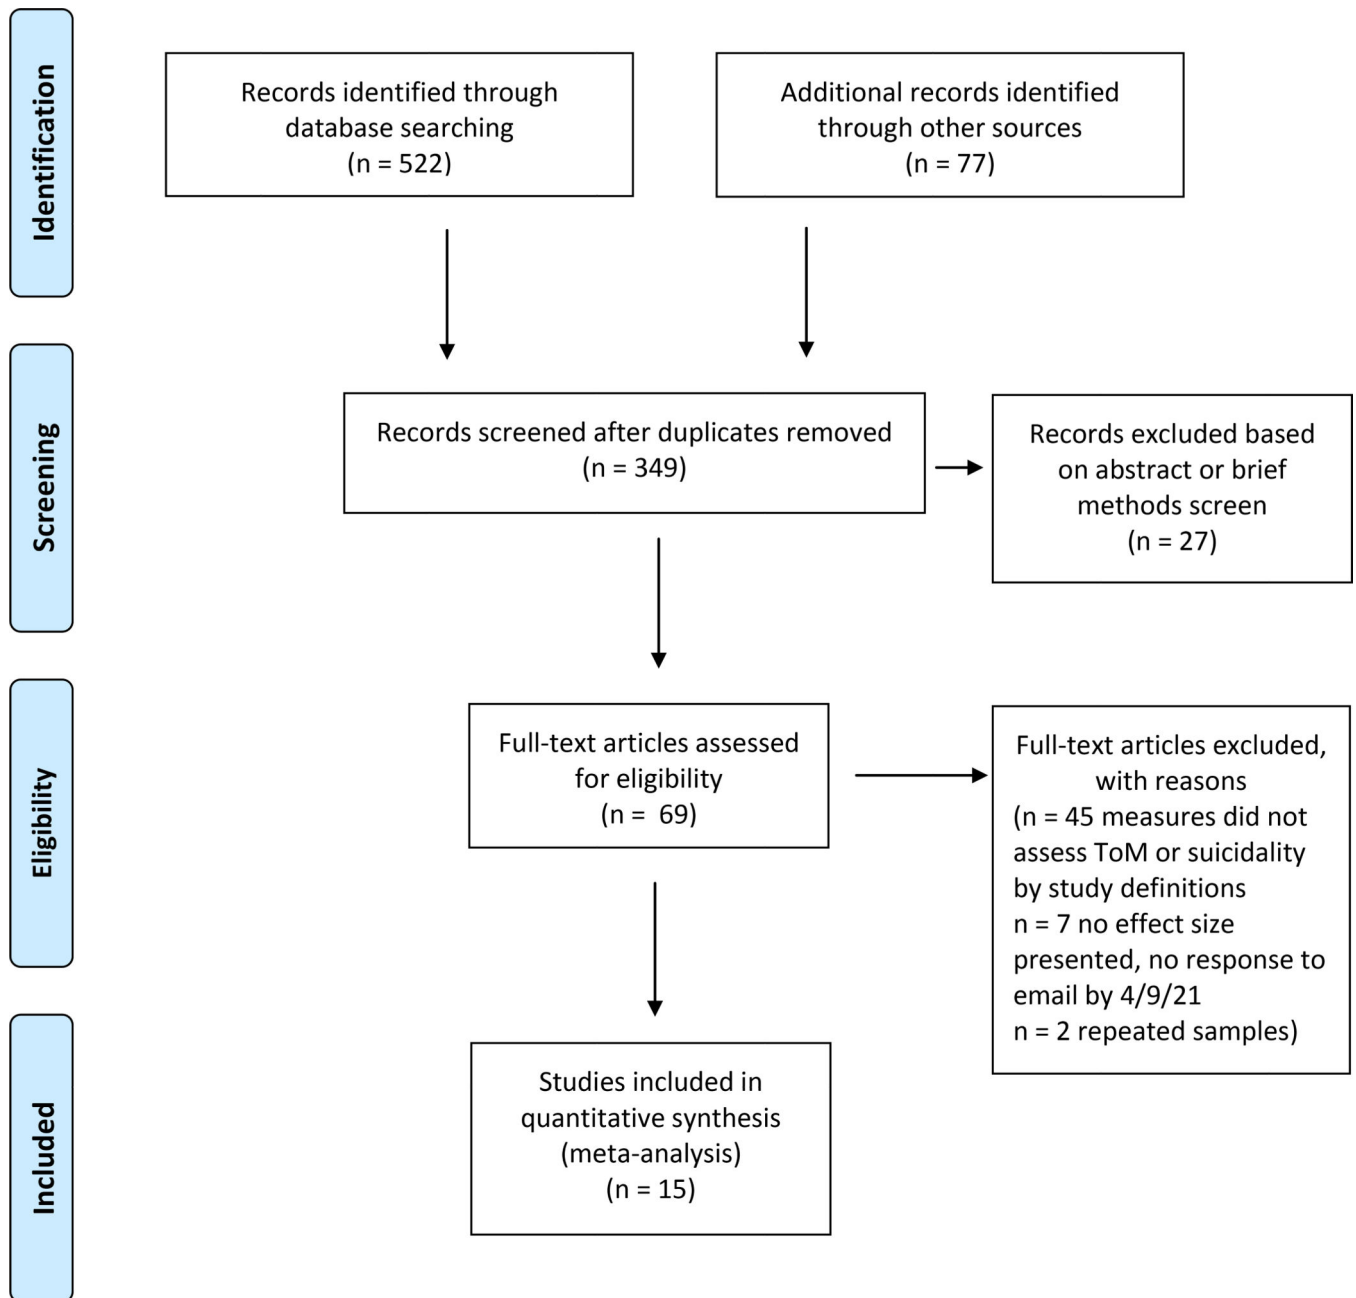 Identification
Records identified through
database searching
(n = 522)
Additional records identified
through other sources
(n = 77)
Screening
Records screened after duplicates removed
(n = 349)
Records excluded based
on abstract or brief
methods screen
(n = 27)
Eligibility
Full-text articles assessed
for eligibility
(n = 69)
Full-text articles excluded,
with reasons
(n = 45 measures did not
assess ToM or suicidality
by study definitions
n = 7 no effect size
presented, no response to
email by 4/9/21
n = 2 repeated samples)
Included
Studies included in
quantitative synthesis
(meta-analysis)
(n = 15)